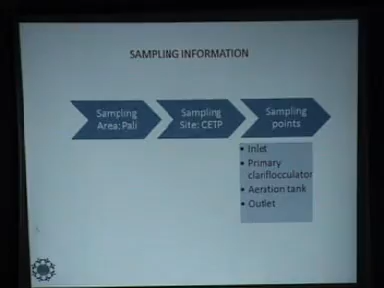 SAMPLING INFORMATION
Sampling
Area: Pali
Sampling
Site: CETP
Sampling
points
• Inlet
• Primary
clariflocculator
• Aeration tank
• Outlet